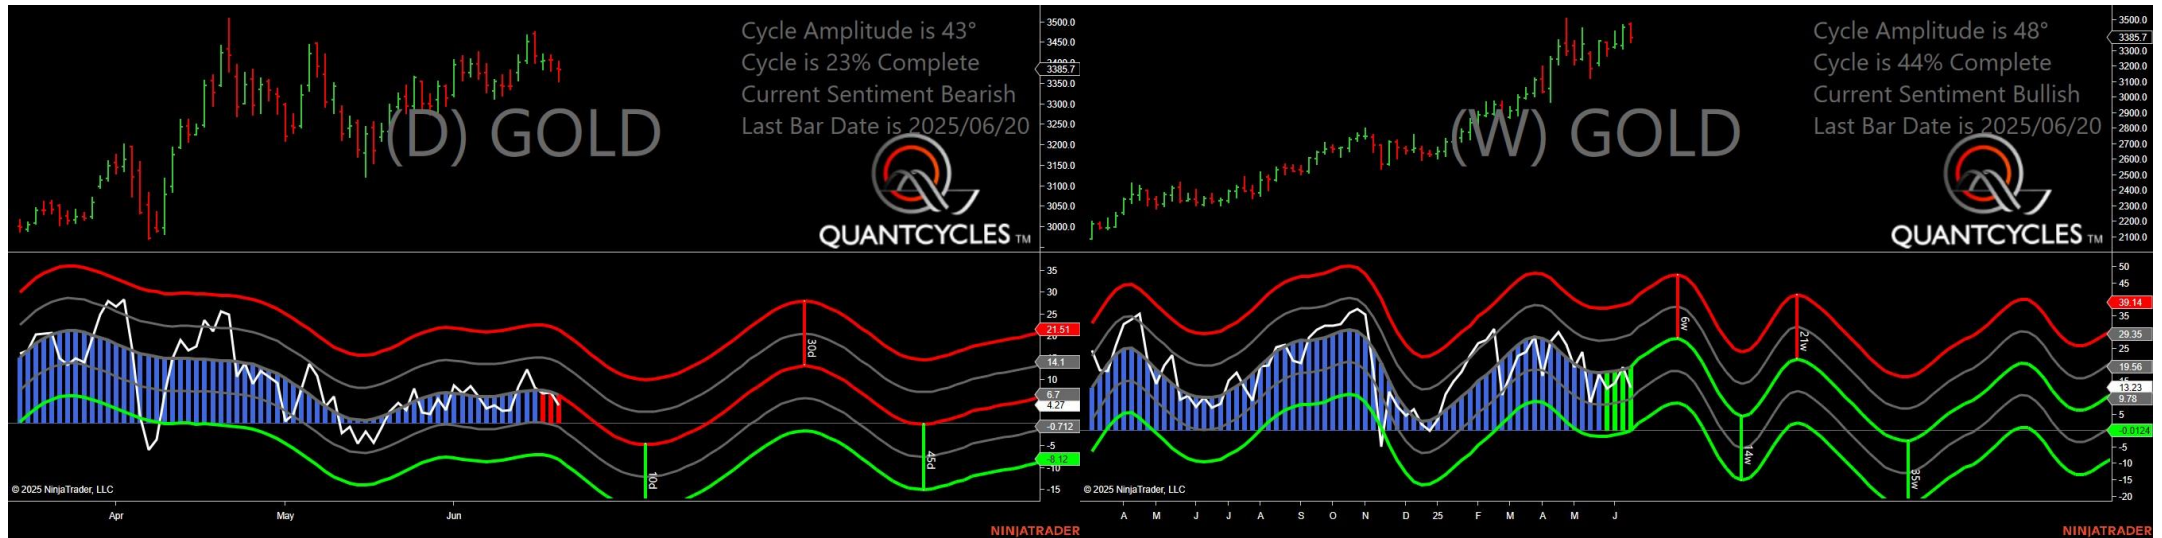 Cycle Amplitude is 43°
Cycle is 23% Complete
Current Sentiment Bearish
Last Bar Date is 2025/06/20
(D) GOLD
QUANTCYCLES TM
3500.0
3450.0
3385.7
3350.0
3300.0
3250.0
3200.0
3150.0
3100.0
3050.0
3000.0
35
30
25
21.51
14.1
10
6.7
4.27
-0.712
-5
-8.12
-10
-15
10d
30d
45d
© 2025 NinjaTrader, LLC
Apr May Jun
NINJATRADER
Cycle Amplitude is 48°
Cycle is 44% Complete
Current Sentiment Bullish
Last Bar Date is 2025/06/20
(W) GOLD
QUANTCYCLES TM
3500.0
3385.7
3300.0
3200.0
3100.0
3000.0
2900.0
2800.0
2700.0
2600.0
2500.0
2400.0
2300.0
2200.0
2100.0
50
45
39.14
35
29.35
25
19.56
13.23
9.78
5
-0.0124
-5
-10
-15
-20
6w
14w
21w
35w
© 2025 NinjaTrader, LLC
A M J J A S O N D 25 F M A M J
NINJATRADER